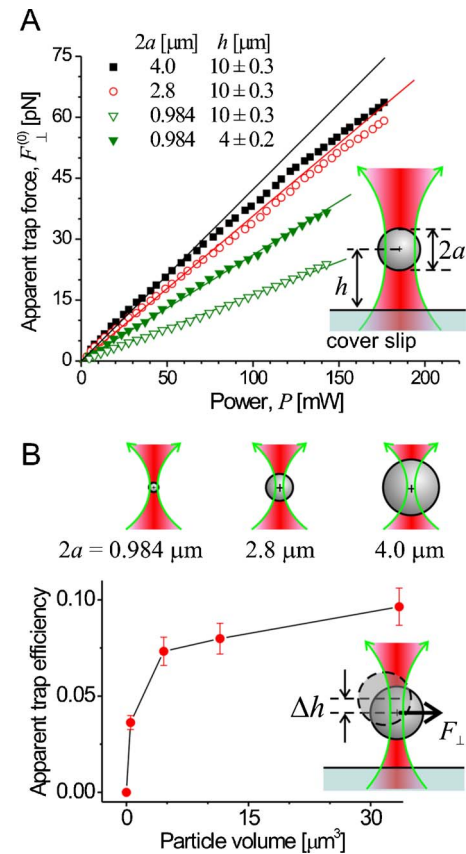 A
2a [μm] h [μm]
4.0 10 ± 0.3
2.8 10 ± 0.3
0.984 10 ± 0.3
0.984 4 ± 0.2
Apparent trap force, F⊥⁽⁰⁾ [pN]
75
60
45
30
15
0
2a
h
cover slip
0 50 100 150 200
Power, P [mW]
B
2a = 0.984 μm 2.8 μm 4.0 μm
Apparent trap efficiency
0.10
0.05
0.00
Δh
F⊥
0 15 30
Particle volume [μm³]